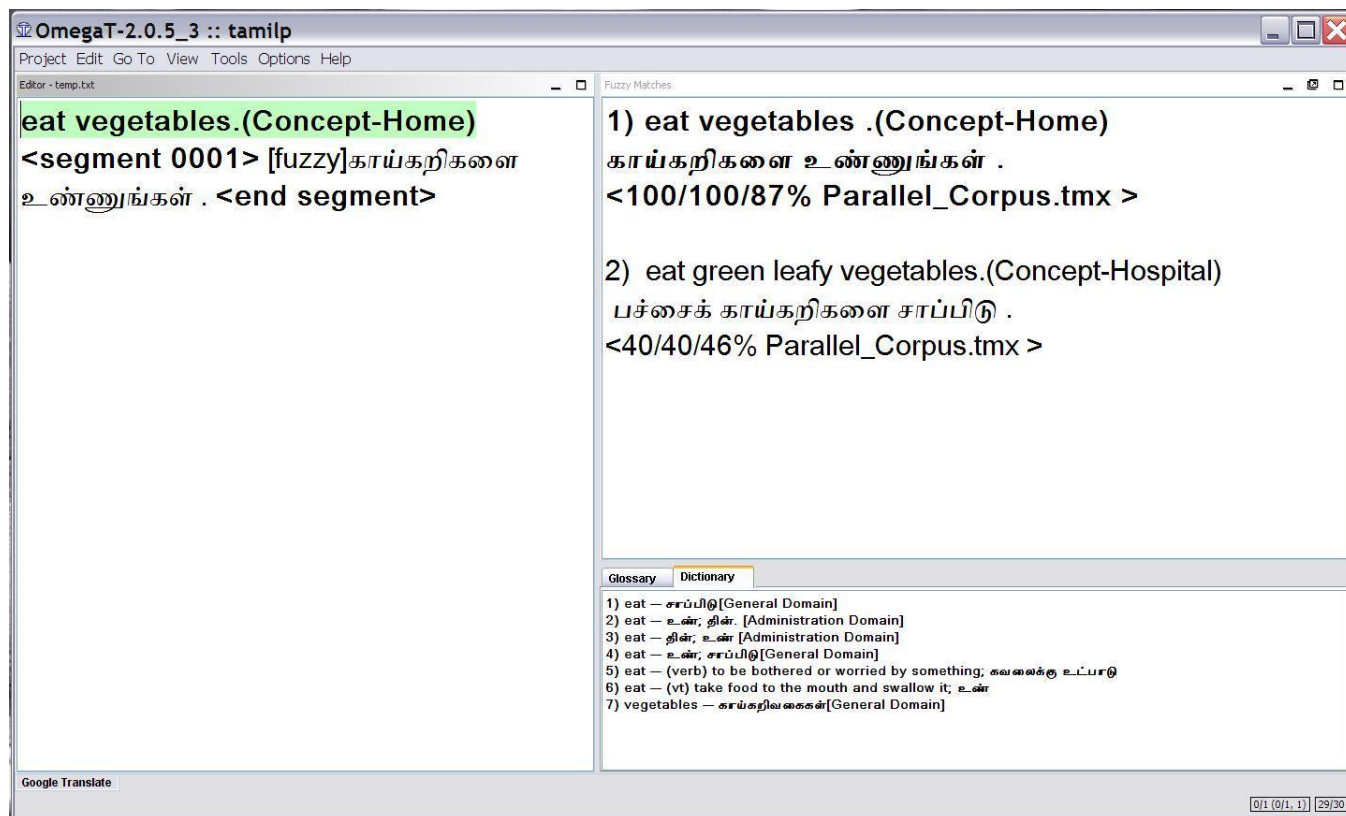 OmegaT-2.0.5_3 :: tamilp
Project Edit Go To View Tools Options Help
Editor - temp.txt
eat vegetables.(Concept-Home)
<segment 0001> [fuzzy]காய்கறிகளை
உண்ணுங்கள் . <end segment>
Fuzzy Matches
1) eat vegetables .(Concept-Home)
காய்கறிகளை உண்ணுங்கள் .
<100/100/87% Parallel_Corpus.tmx >
2) eat green leafy vegetables.(Concept-Hospital)
பச்சைக் காய்கறிகளை சாப்பிடு .
<40/40/46% Parallel_Corpus.tmx >
Glossary Dictionary
1) eat — சாப்பிடு[General Domain]
2) eat — உண்; தின். [Administration Domain]
3) eat — தின்; உண் [Administration Domain]
4) eat — உண்; சாப்பிடு[General Domain]
5) eat — (verb) to be bothered or worried by something; கவலைக்கு உட்பாடு
6) eat — (vt) take food to the mouth and swallow it; உண்
7) vegetables — காய்கறிவகைகள்[General Domain]
Google Translate
0/1 (0/1, 1) 29/30